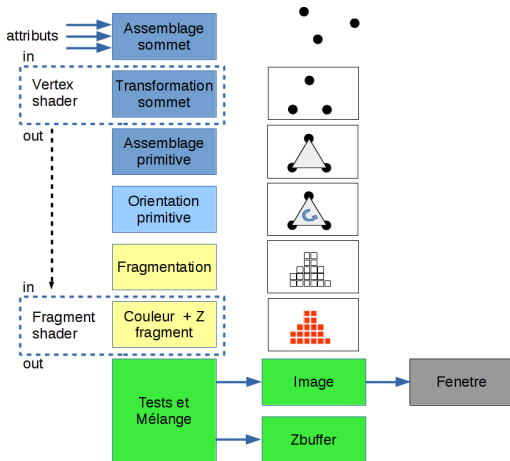 attributs
Assemblage
sommet
in
Vertex
shader
Transformation
sommet
out
Assemblage
primitive
Orientation
primitive
Fragmentation
in
Fragment
shader
Couleur + Z
fragment
out
Tests et
Mélange
Image
Fenetre
Zbuffer